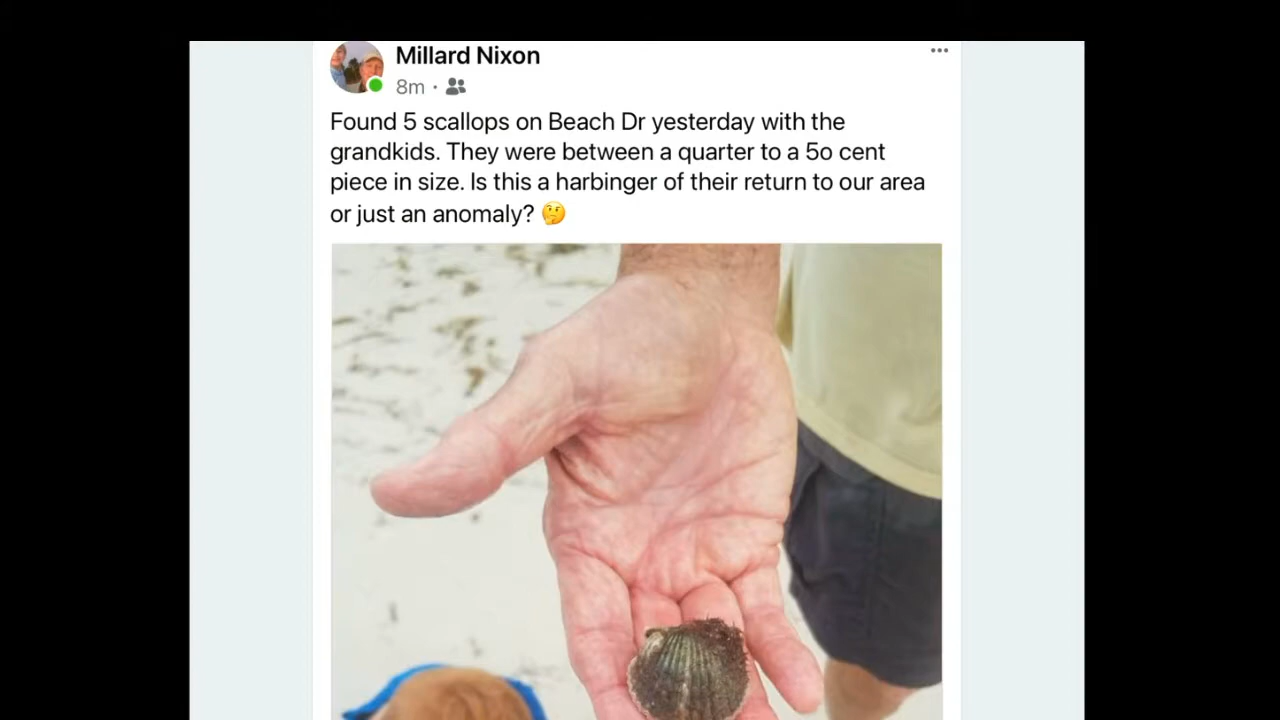 Millard Nixon
8m ·
Found 5 scallops on Beach Dr yesterday with the
grandkids. They were between a quarter to a 5o cent
piece in size. Is this a harbinger of their return to our area
or just an anomaly? 🤔